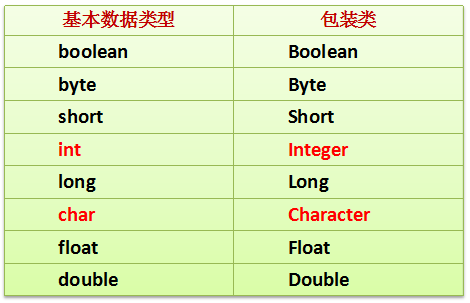 基本数据类型 包装类
boolean Boolean
byte Byte
short Short
int Integer
long Long
char Character
float Float
double Double